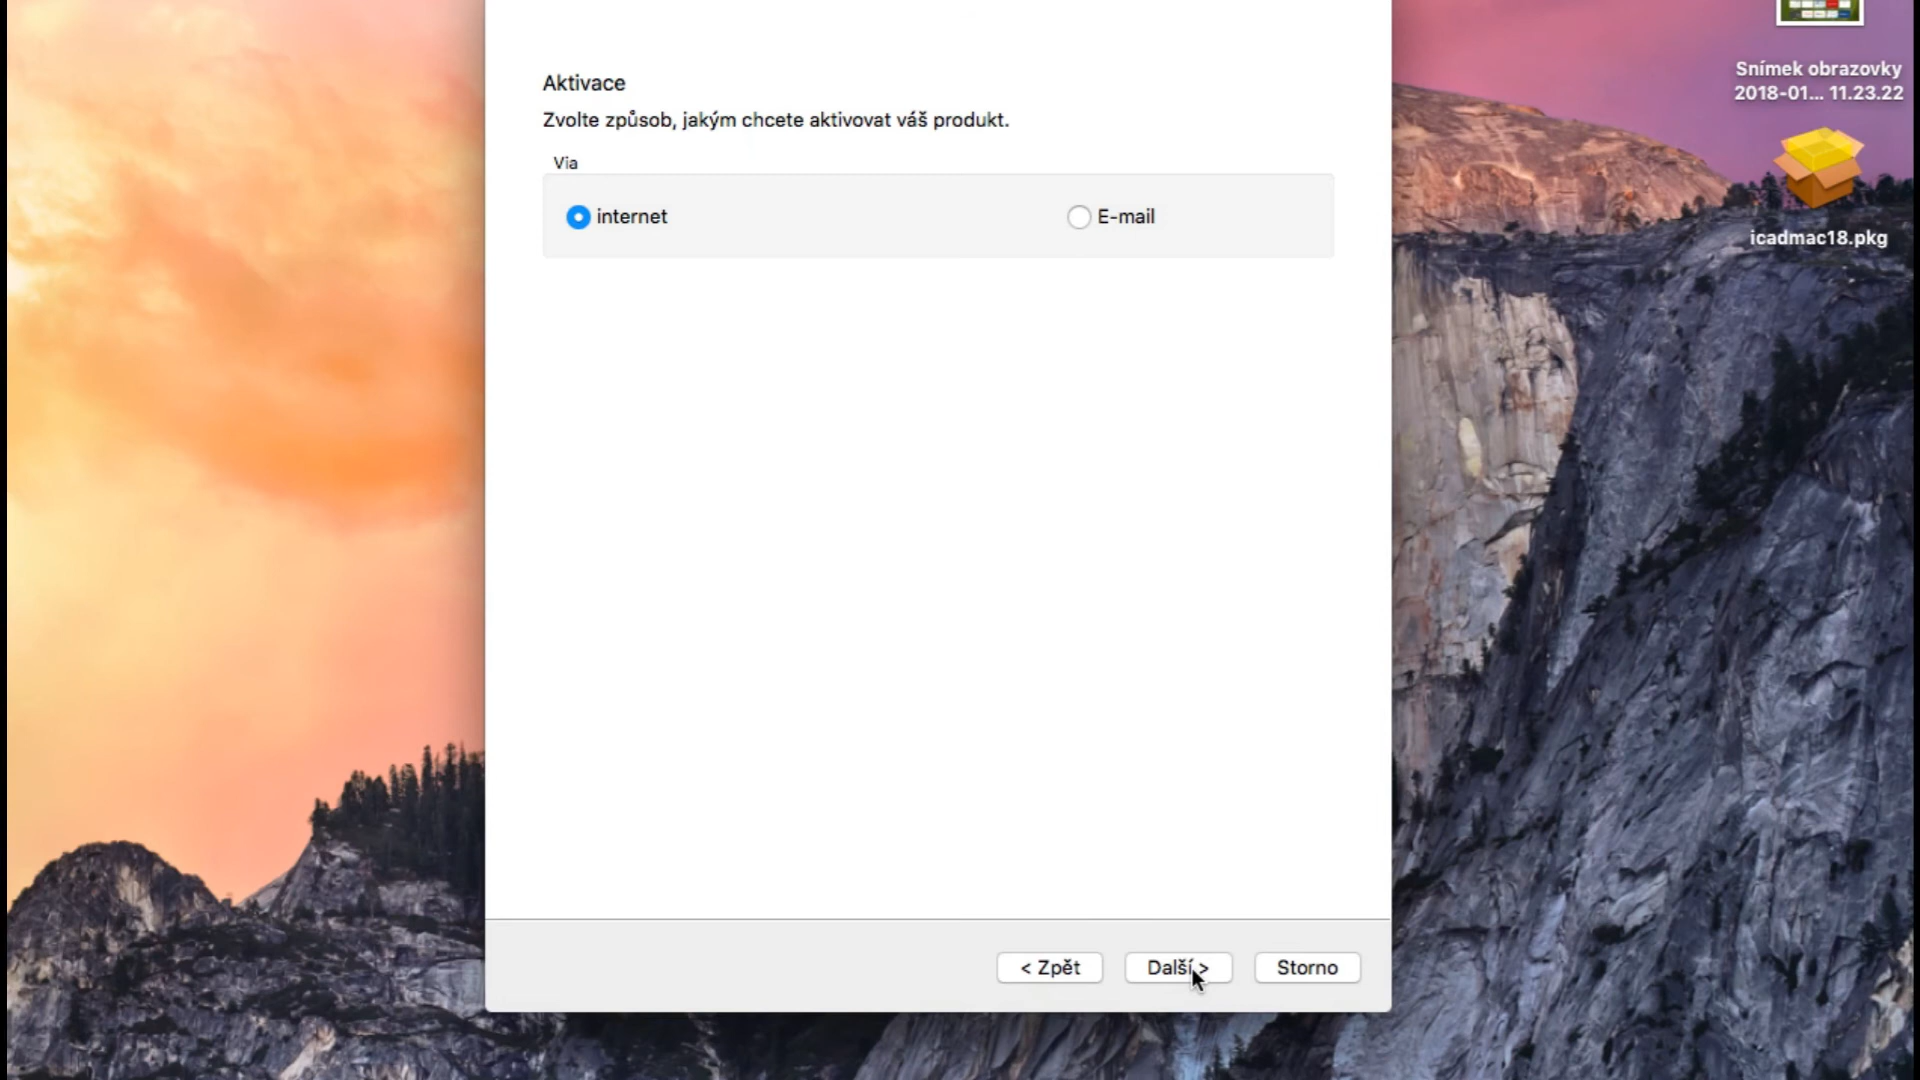 Aktivace
Zvolte způsob, jakým chcete aktivovat váš produkt.
Via
internet
E-mail
< Zpět
Další >
Storno
Snímek obrazovky
2018-01... 11.23.22
icadmac18.pkg